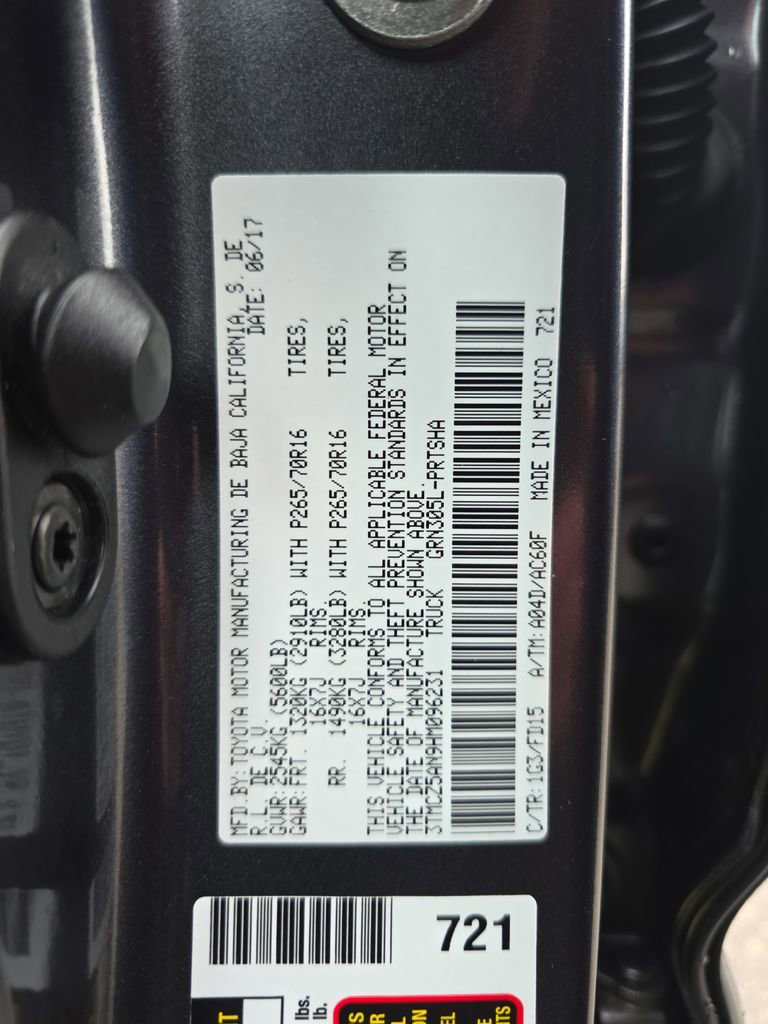 MFD.BY: TOYOTA MOTOR MANUFACTURING DE BAJA CALIFORNIA, S. DE
R.L. DE C.V. DATE: 06/17
GVWR: 2545KG (5600LB)
GAWR: FRT. 1320KG (2910LB) WITH P265/70R16 TIRES,
16X7J RIMS
RR. 1490KG (3280LB) WITH P265/70R16 TIRES,
16X7J RIMS
THIS VEHICLE CONFORMS TO ALL APPLICABLE FEDERAL MOTOR
VEHICLE SAFETY AND THEFT PREVENTION STANDARDS IN EFFECT ON
THE DATE OF MANUFACTURE SHOWN ABOVE.
3TMCZ5AN9HM096231 TRUCK GRN305L-PRTSHA
C/TR: 1G3/FD15 A/TM: A04D/AC60F MADE IN MEXICO 721
721
lbs.
lb.